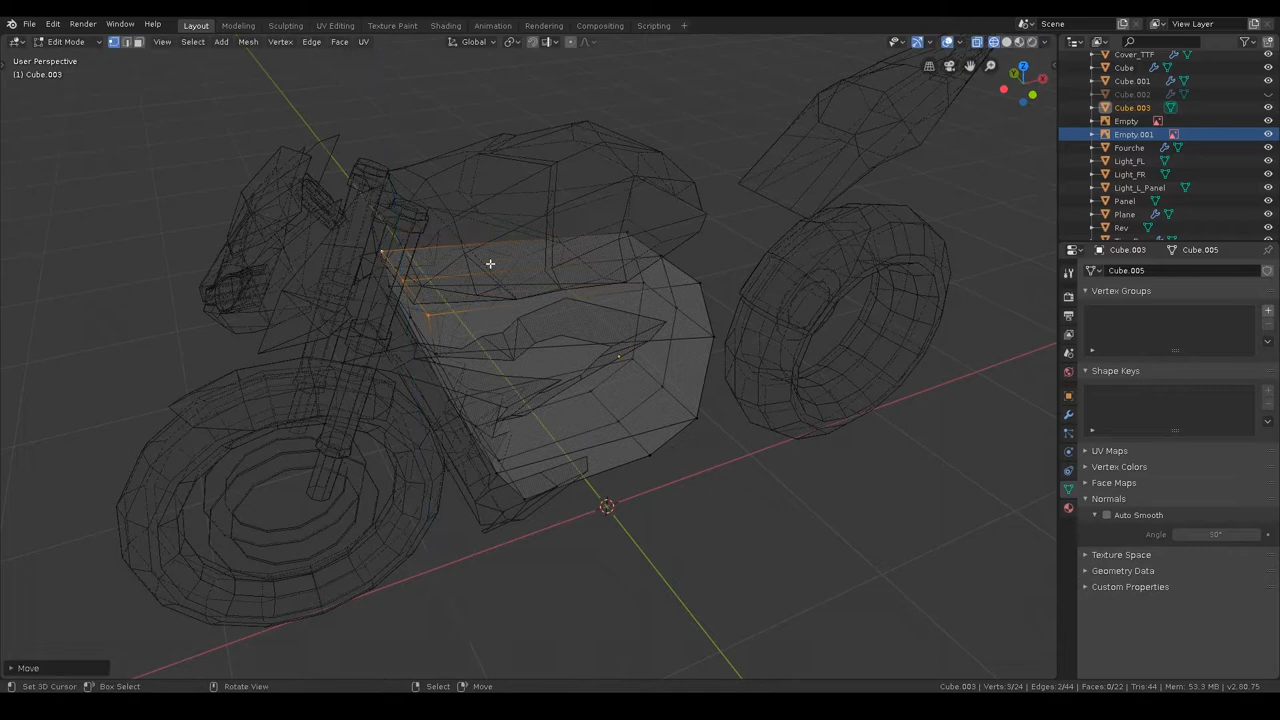 File Edit Render Window Help Layout Modeling Sculpting UV Editing Texture Paint Shading Animation Rendering Compositing Scripting + Scene View Layer
Edit Mode View Select Add Mesh Vertex Edge Face UV Global
User Perspective
(1) Cube.003
Z
Y
X
Cover_TTF
Cube
Cube.001
Cube.002
Cube.003
Empty
Empty.001
Fourche
Light_FL
Light_FR
Light_L_Panel
Panel
Plane
Rev
Cube.003 Cube.005
Cube.005
Vertex Groups
Shape Keys
UV Maps
Vertex Colors
Face Maps
Normals
Auto Smooth
Angle 30°
Texture Space
Geometry Data
Custom Properties
Move
Set 3D Cursor Box Select Rotate View Select Move Cube.003 | Verts:3/24 | Edges:2/44 | Faces:0/22 | Tris:44 | Mem: 53.3 MB | v2.80.75